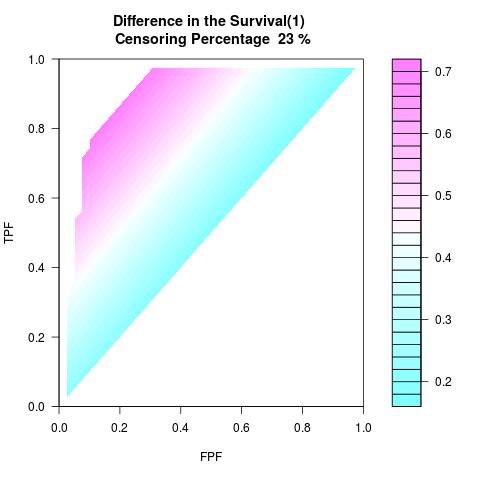 Difference in the Survival(1)
Censoring Percentage  23 %
TPF
1.0
0.8
0.6
0.4
0.2
0.0
0.0 0.2 0.4 0.6 0.8 1.0
FPF
0.7
0.6
0.5
0.4
0.3
0.2